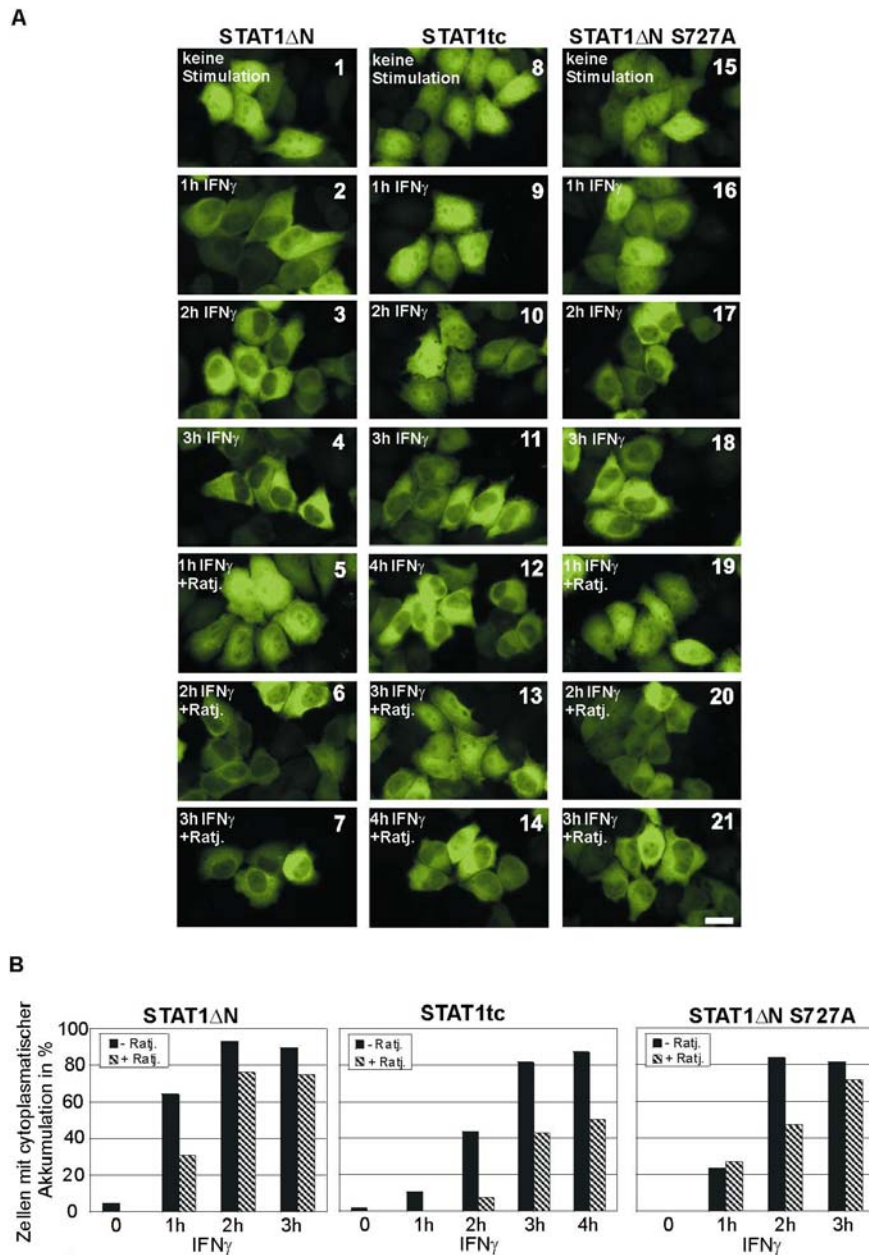 A
STAT1ΔN STAT1tc STAT1ΔN S727A
keine Stimulation 1
keine Stimulation 8
keine Stimulation 15
1h IFNγ 2
1h IFNγ 9
1h IFNγ 16
2h IFNγ 3
2h IFNγ 10
2h IFNγ 17
3h IFNγ 4
3h IFNγ 11
3h IFNγ 18
1h IFNγ +Ratj. 5
4h IFNγ 12
1h IFNγ +Ratj. 19
2h IFNγ +Ratj. 6
3h IFNγ +Ratj. 13
2h IFNγ +Ratj. 20
3h IFNγ +Ratj. 7
4h IFNγ +Ratj. 14
3h IFNγ +Ratj. 21
B
Zellen mit cytoplasmatischer
Akkumulation in %
STAT1ΔN
100
80
60
40
20
0
- Ratj.
+ Ratj.
0 1h 2h 3h
IFNγ
STAT1tc
- Ratj.
+ Ratj.
0 1h 2h 3h 4h
IFNγ
STAT1ΔN S727A
- Ratj.
+ Ratj.
0 1h 2h 3h
IFNγ